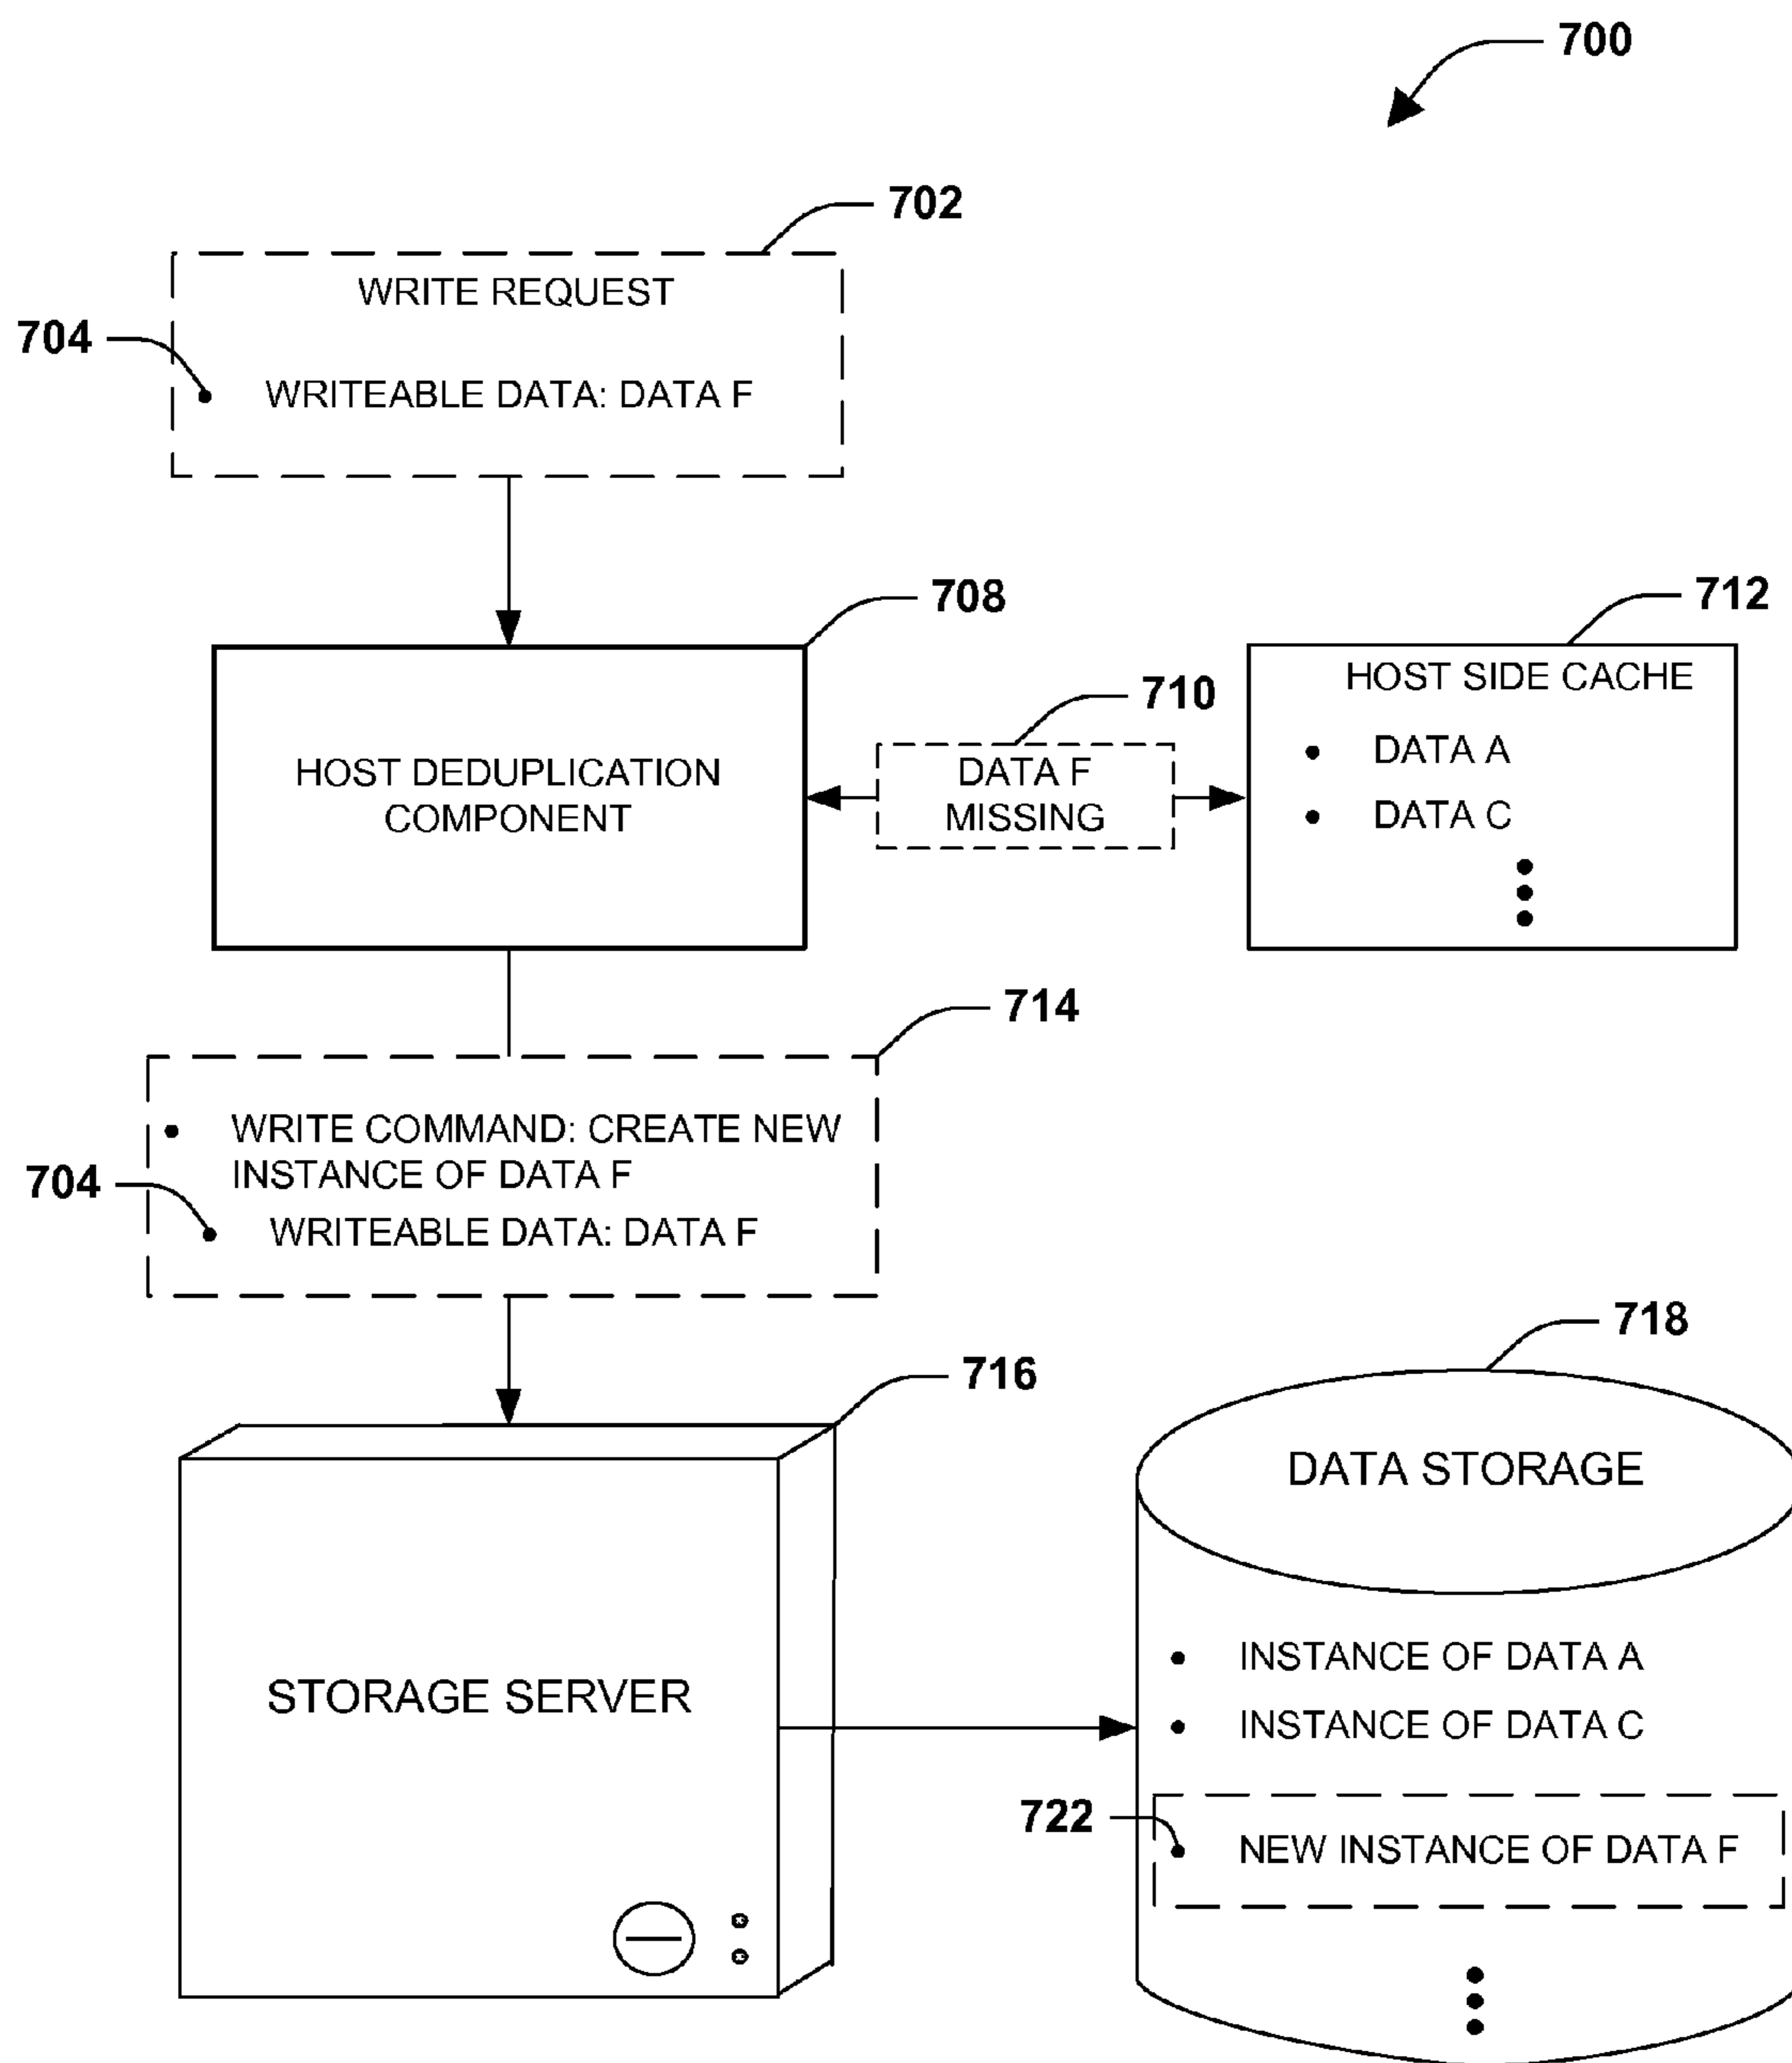 700
702
WRITE REQUEST
704
• WRITEABLE DATA: DATA F
708
712
HOST SIDE CACHE
710
• DATA A
DATA F
MISSING
HOST DEDUPLICATION
COMPONENT
• DATA C
714
• WRITE COMMAND: CREATE NEW
INSTANCE OF DATA F
704
• WRITEABLE DATA: DATA F
718
716
DATA STORAGE
• INSTANCE OF DATA A
STORAGE SERVER
• INSTANCE OF DATA C
722
• NEW INSTANCE OF DATA F